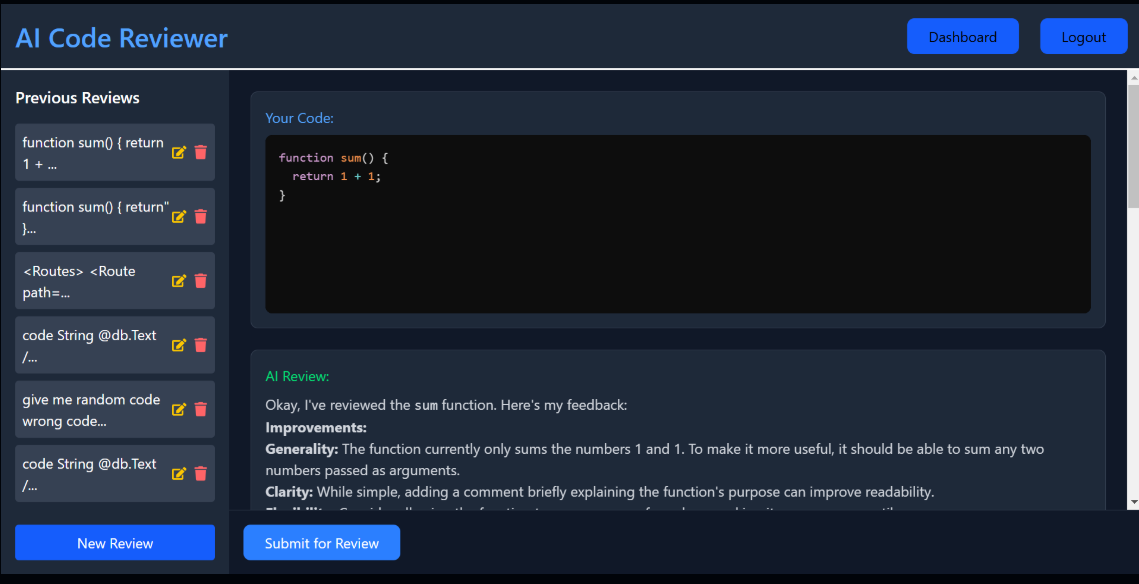 AI Code Reviewer
Dashboard
Logout
Previous Reviews
function sum() { return
1 + ...
function sum() { return"
}...
<Routes> <Route
path=...
code String @db.Text
/...
give me random code
wrong code...
code String @db.Text
/...
New Review
Your Code:
function sum() {
  return 1 + 1;
}
AI Review:
Okay, I've reviewed the sum function. Here's my feedback:
Improvements:
Generality: The function currently only sums the numbers 1 and 1. To make it more useful, it should be able to sum any two
numbers passed as arguments.
Clarity: While simple, adding a comment briefly explaining the function's purpose can improve readability.
Submit for Review